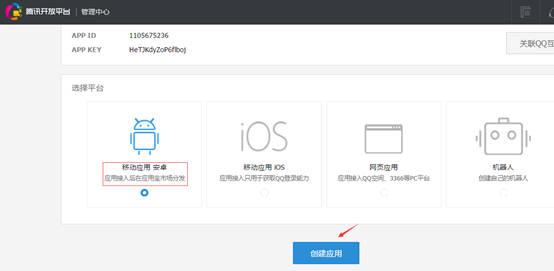 腾讯开放平台 | 管理中心
APP ID 1105675236
APP KEY HeTJKdyZoP6flboJ
关联QQ互
选择平台
移动应用 安卓
应用接入后在应用宝市场分发
iOS
移动应用 iOS
应用接入只用于获取QQ登录能力
网页应用
应用接入QQ空间、3366等PC平台
机器人
创建自己的机器人
创建应用